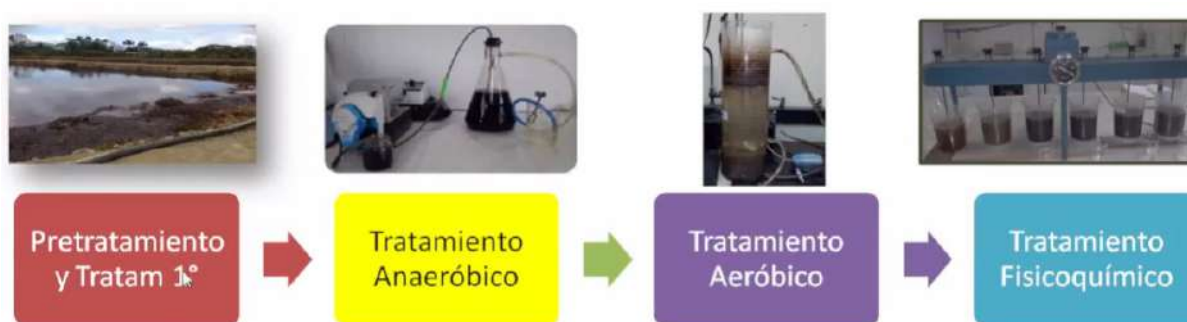 Pretratamiento
y Tratam 1°
Tratamiento
Anaeróbico
Tratamiento
Aeróbico
Tratamiento
Fisicoquímico